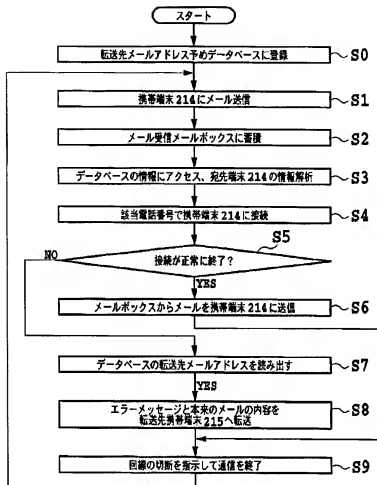 スタート
転送先メールアドレス予めデータベースに登録
S0
携帯端末214にメール送信
S1
メール受信メールボックスに蓄積
S2
データベースの情報にアクセス、宛先端末214の情報解析
S3
該当電話番号で携帯端末214に接続
S4
S5
NO
接続が正常に終了?
YES
メールボックスからメールを携帯端末214に送信
S6
データベースの転送先メールアドレスを読み出す
S7
YES
エラーメッセージと本来のメールの内容を
転送先携帯端末215へ転送
S8
回線の切断を指示して通信を終了
S9